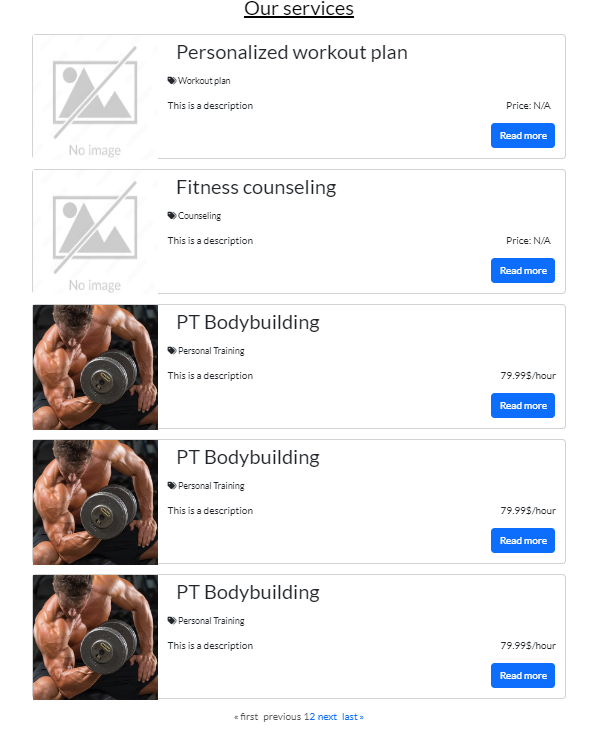 Our services
Personalized workout plan
Workout plan
This is a description Price: N/A
Read more
No image
Fitness counseling
Counseling
This is a description Price: N/A
Read more
No image
PT Bodybuilding
Personal Training
This is a description 79.99$/hour
Read more
PT Bodybuilding
Personal Training
This is a description 79.99$/hour
Read more
PT Bodybuilding
Personal Training
This is a description 79.99$/hour
Read more
« first previous 12 next last »